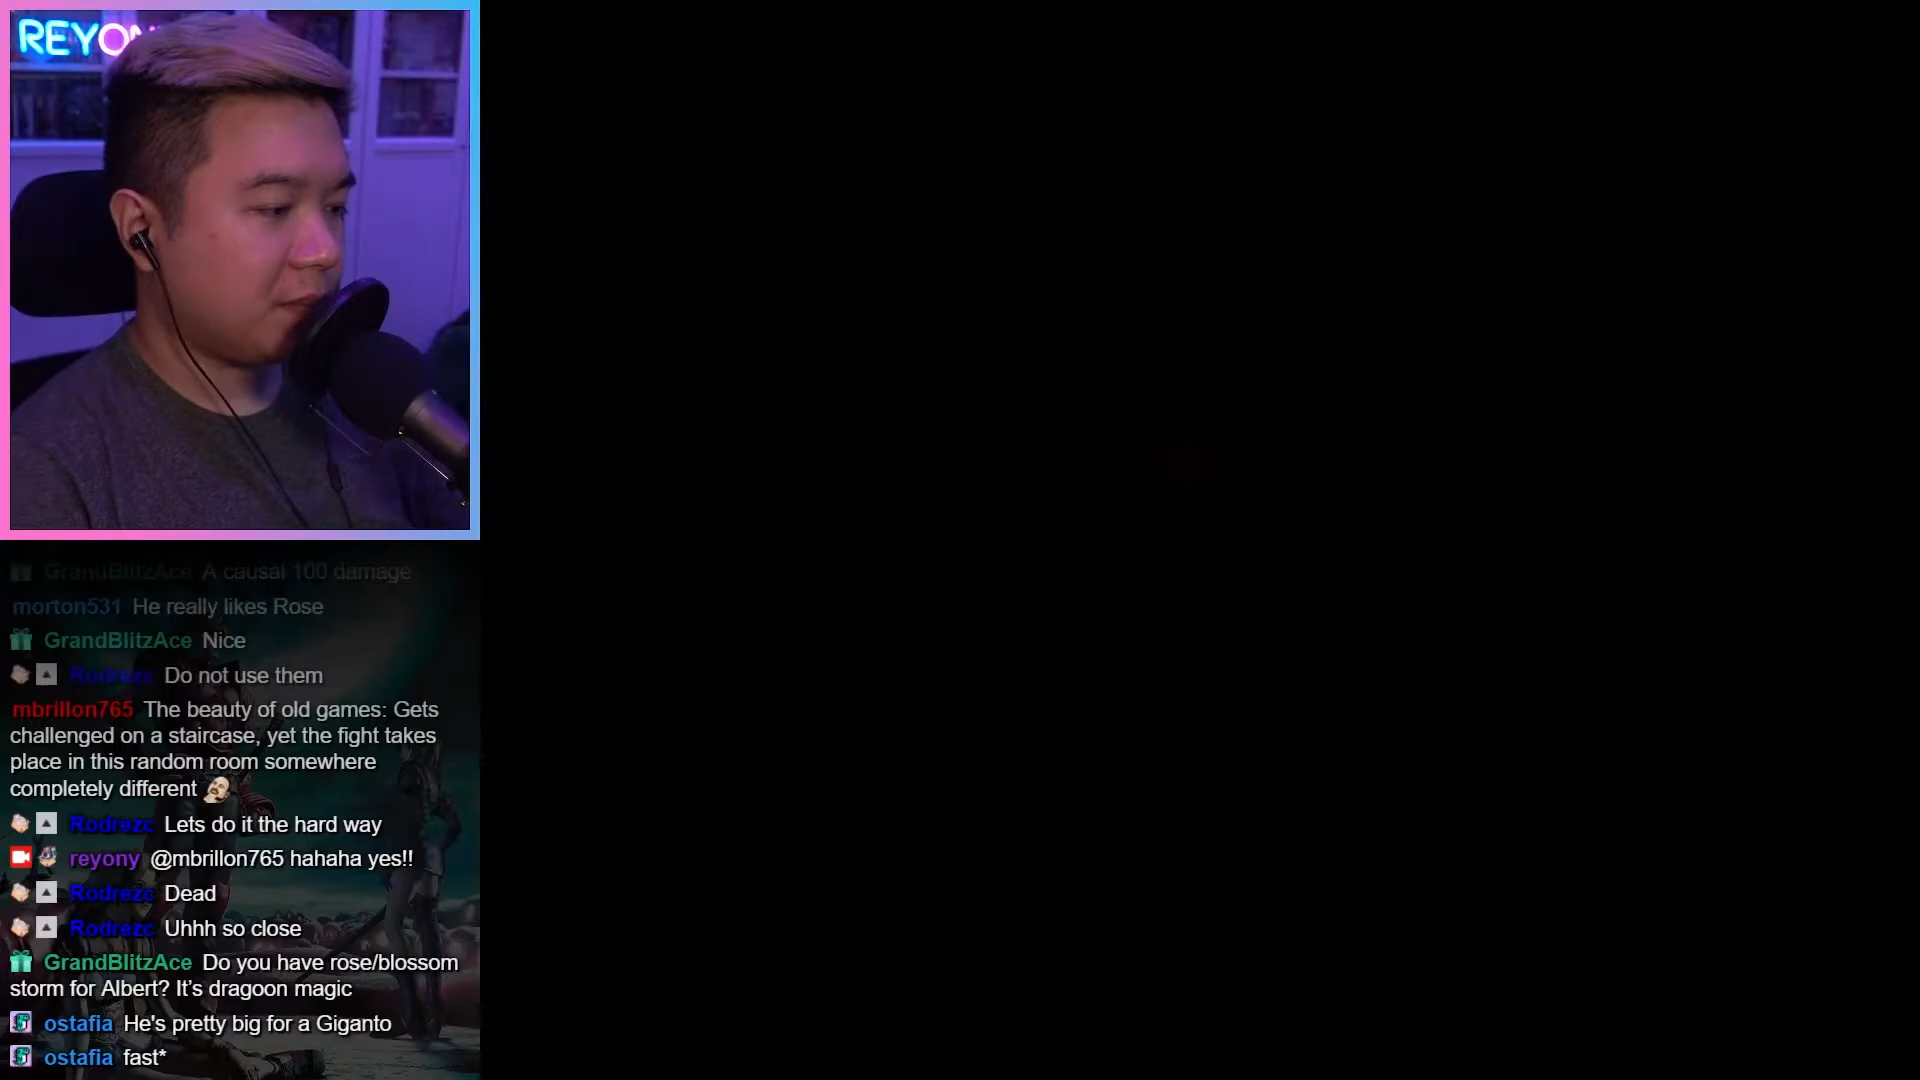 REYON
GrandBlitzAce A causal 100 damage
morton531 He really likes Rose
GrandBlitzAce Nice
Rodrezc Do not use them
mbrillon765 The beauty of old games: Gets
challenged on a staircase, yet the fight takes
place in this random room somewhere
completely different
Rodrezc Lets do it the hard way
reyony @mbrillon765 hahaha yes!!
Rodrezc Dead
Rodrezc Uhhh so close
GrandBlitzAce Do you have rose/blossom
storm for Albert? It's dragoon magic
ostafia He's pretty big for a Giganto
ostafia fast*